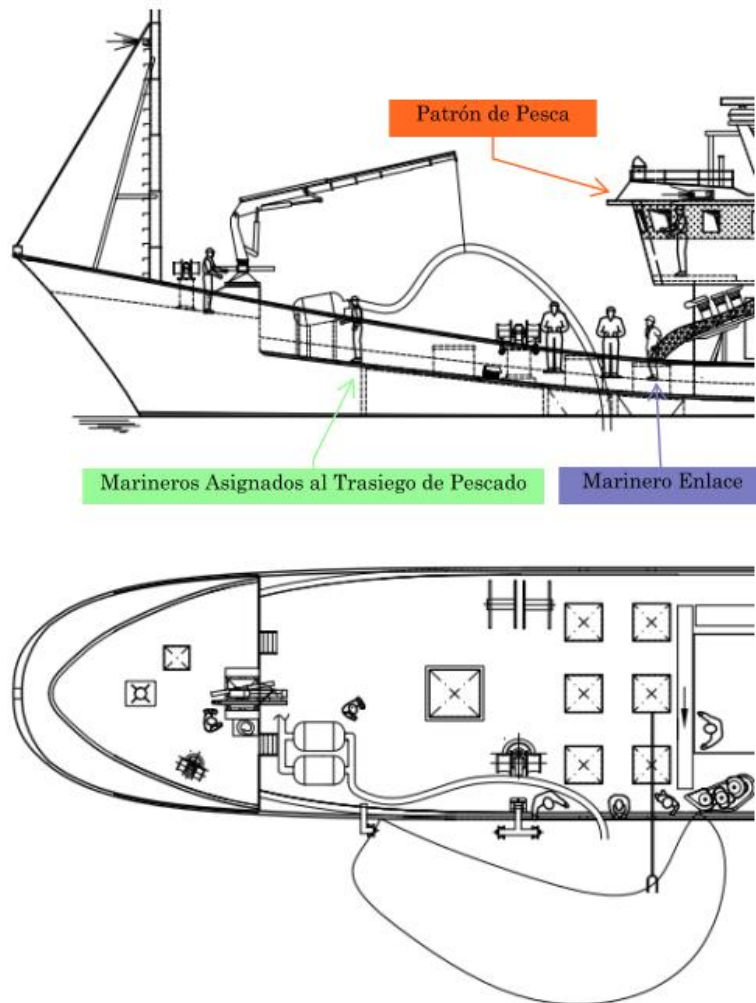 Patrón de Pesca
Marineros Asignados al Trasiego de Pescado
Marinero Enlace